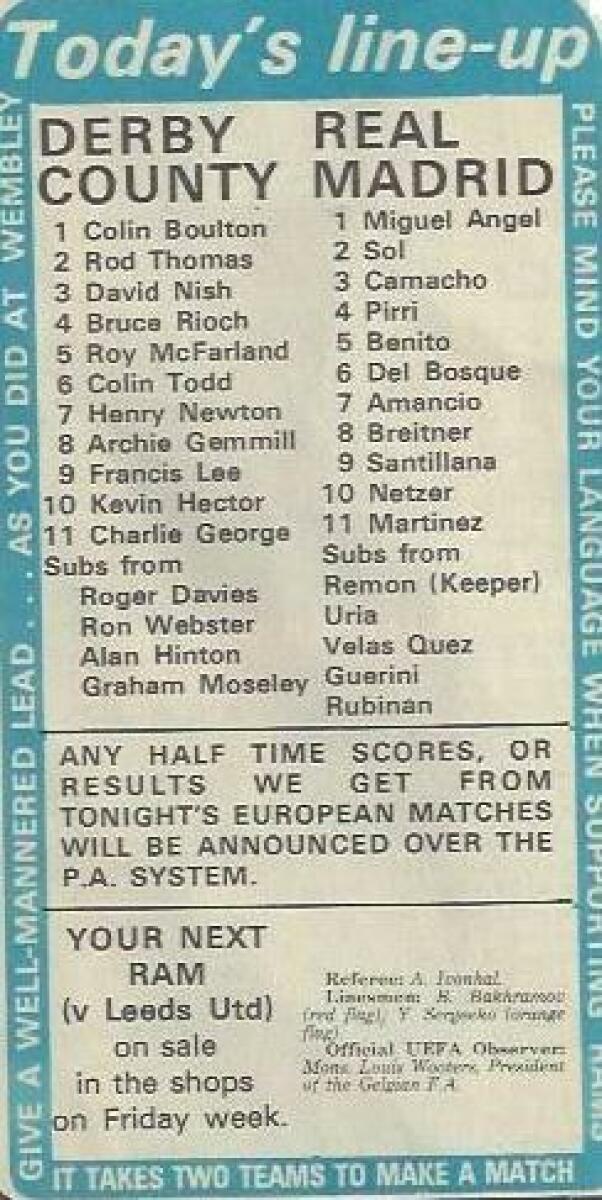 Today's line-up
DERBY
COUNTY
1 Colin Boulton
2 Rod Thomas
3 David Nish
4 Bruce Rioch
5 Roy McFarland
6 Colin Todd
7 Henry Newton
8 Archie Gemmill
9 Francis Lee
10 Kevin Hector
11 Charlie George
Subs from
Roger Davies
Ron Webster
Alan Hinton
Graham Moseley
REAL
MADRID
1 Miguel Angel
2 Sol
3 Camacho
4 Pirri
5 Benito
6 Del Bosque
7 Amancio
8 Breitner
9 Santillana
10 Netzer
11 Martinez
Subs from
Remon (Keeper)
Uria
Velas Quez
Guerini
Rubinan
ANY HALF TIME SCORES, OR
RESULTS WE GET FROM
TONIGHT'S EUROPEAN MATCHES
WILL BE ANNOUNCED OVER THE
P.A. SYSTEM.
YOUR NEXT
RAM
(v Leeds Utd)
on sale
in the shops
on Friday week.
Referee: A. Ivonhal.
Linesmen: B. Bakhramov
(red flag), Y. (orange
flag)
Official UEFA Observer:
Mons. Louis Wooters, President
of the Gelgian F.A.
GIVE A WELL-MANNERED LEAD . . . . AS YOU DID AT WEMBLEY
PLEASE MIND YOUR LANGUAGE WHEN SUPPORTING RAMS
IT TAKES TWO TEAMS TO MAKE A MATCH